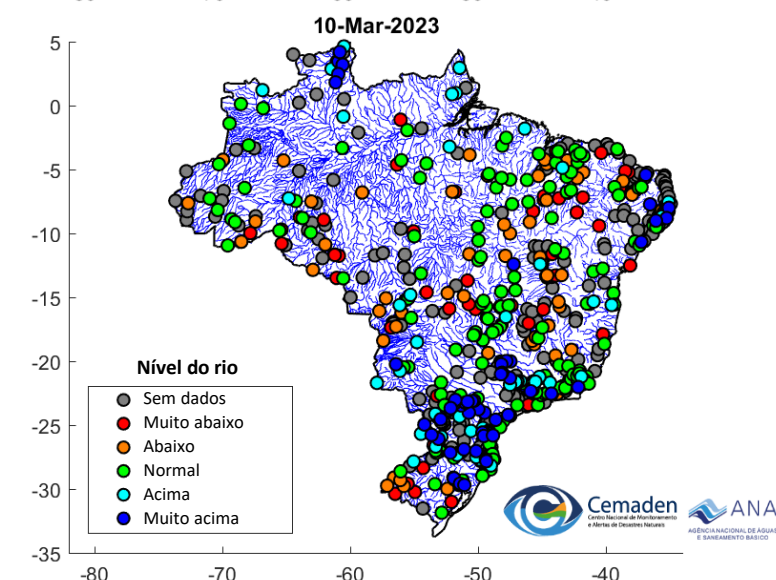 10-Mar-2023
5
0
-5
-10
-15
-20
-25
-30
-35
-80
-70
-60
-50
-40
Nível do rio
Sem dados
Muito abaixo
Abaixo
Normal
Acima
Muito acima
Cemaden
Centro Nacional de Monitoramento
e Alertas de Desastres Naturais
ANA
AGÊNCIA NACIONAL DE ÁGUAS
E SANEAMENTO BÁSICO